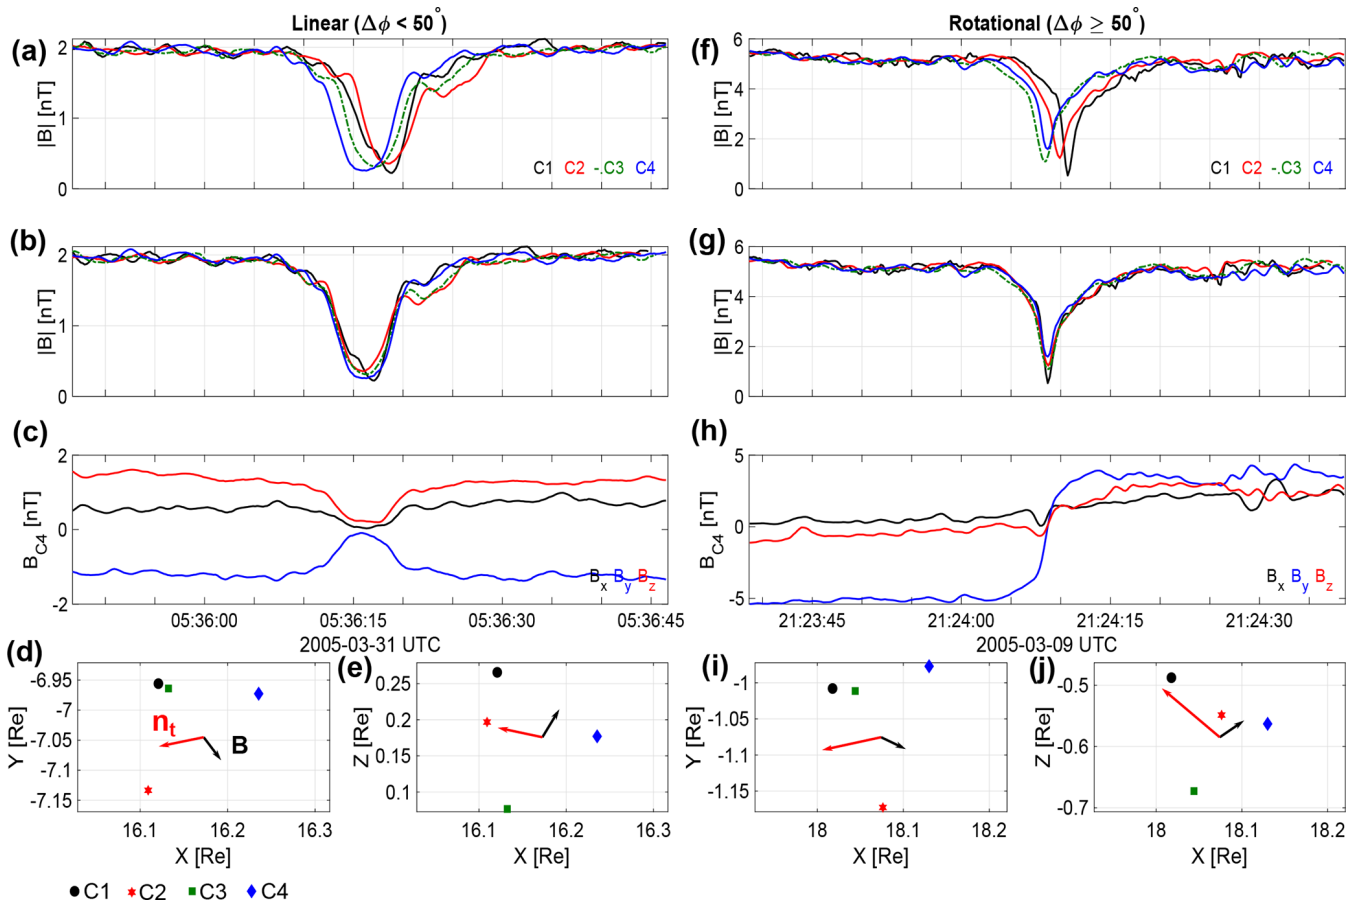 Linear (Δϕ < 50°)
Rotational (Δϕ ≥ 50°)
(a)
|B| [nT]
2
1
0
C1 C2 -.C3 C4
(f)
|B| [nT]
6
4
2
0
C1 C2 -.C3 C4
(b)
|B| [nT]
2
1
0
(g)
|B| [nT]
6
4
2
0
(c)
B_C4 [nT]
2
0
-2
B_x B_y B_z
05:36:00 05:36:15 05:36:30 05:36:45
2005-03-31 UTC
(h)
B_C4 [nT]
5
0
-5
B_x B_y B_z
21:23:45 21:24:00 21:24:15 21:24:30
2005-03-09 UTC
(d)
Y [Re]
-6.95
-7
-7.05
-7.1
-7.15
n_t
B
16.1 16.2 16.3
X [Re]
(e)
Z [Re]
0.25
0.2
0.15
0.1
16.1 16.2 16.3
X [Re]
(i)
Y [Re]
-1
-1.05
-1.1
-1.15
18 18.1 18.2
X [Re]
(j)
Z [Re]
-0.5
-0.6
-0.7
18 18.1 18.2
X [Re]
C1 C2 C3 C4